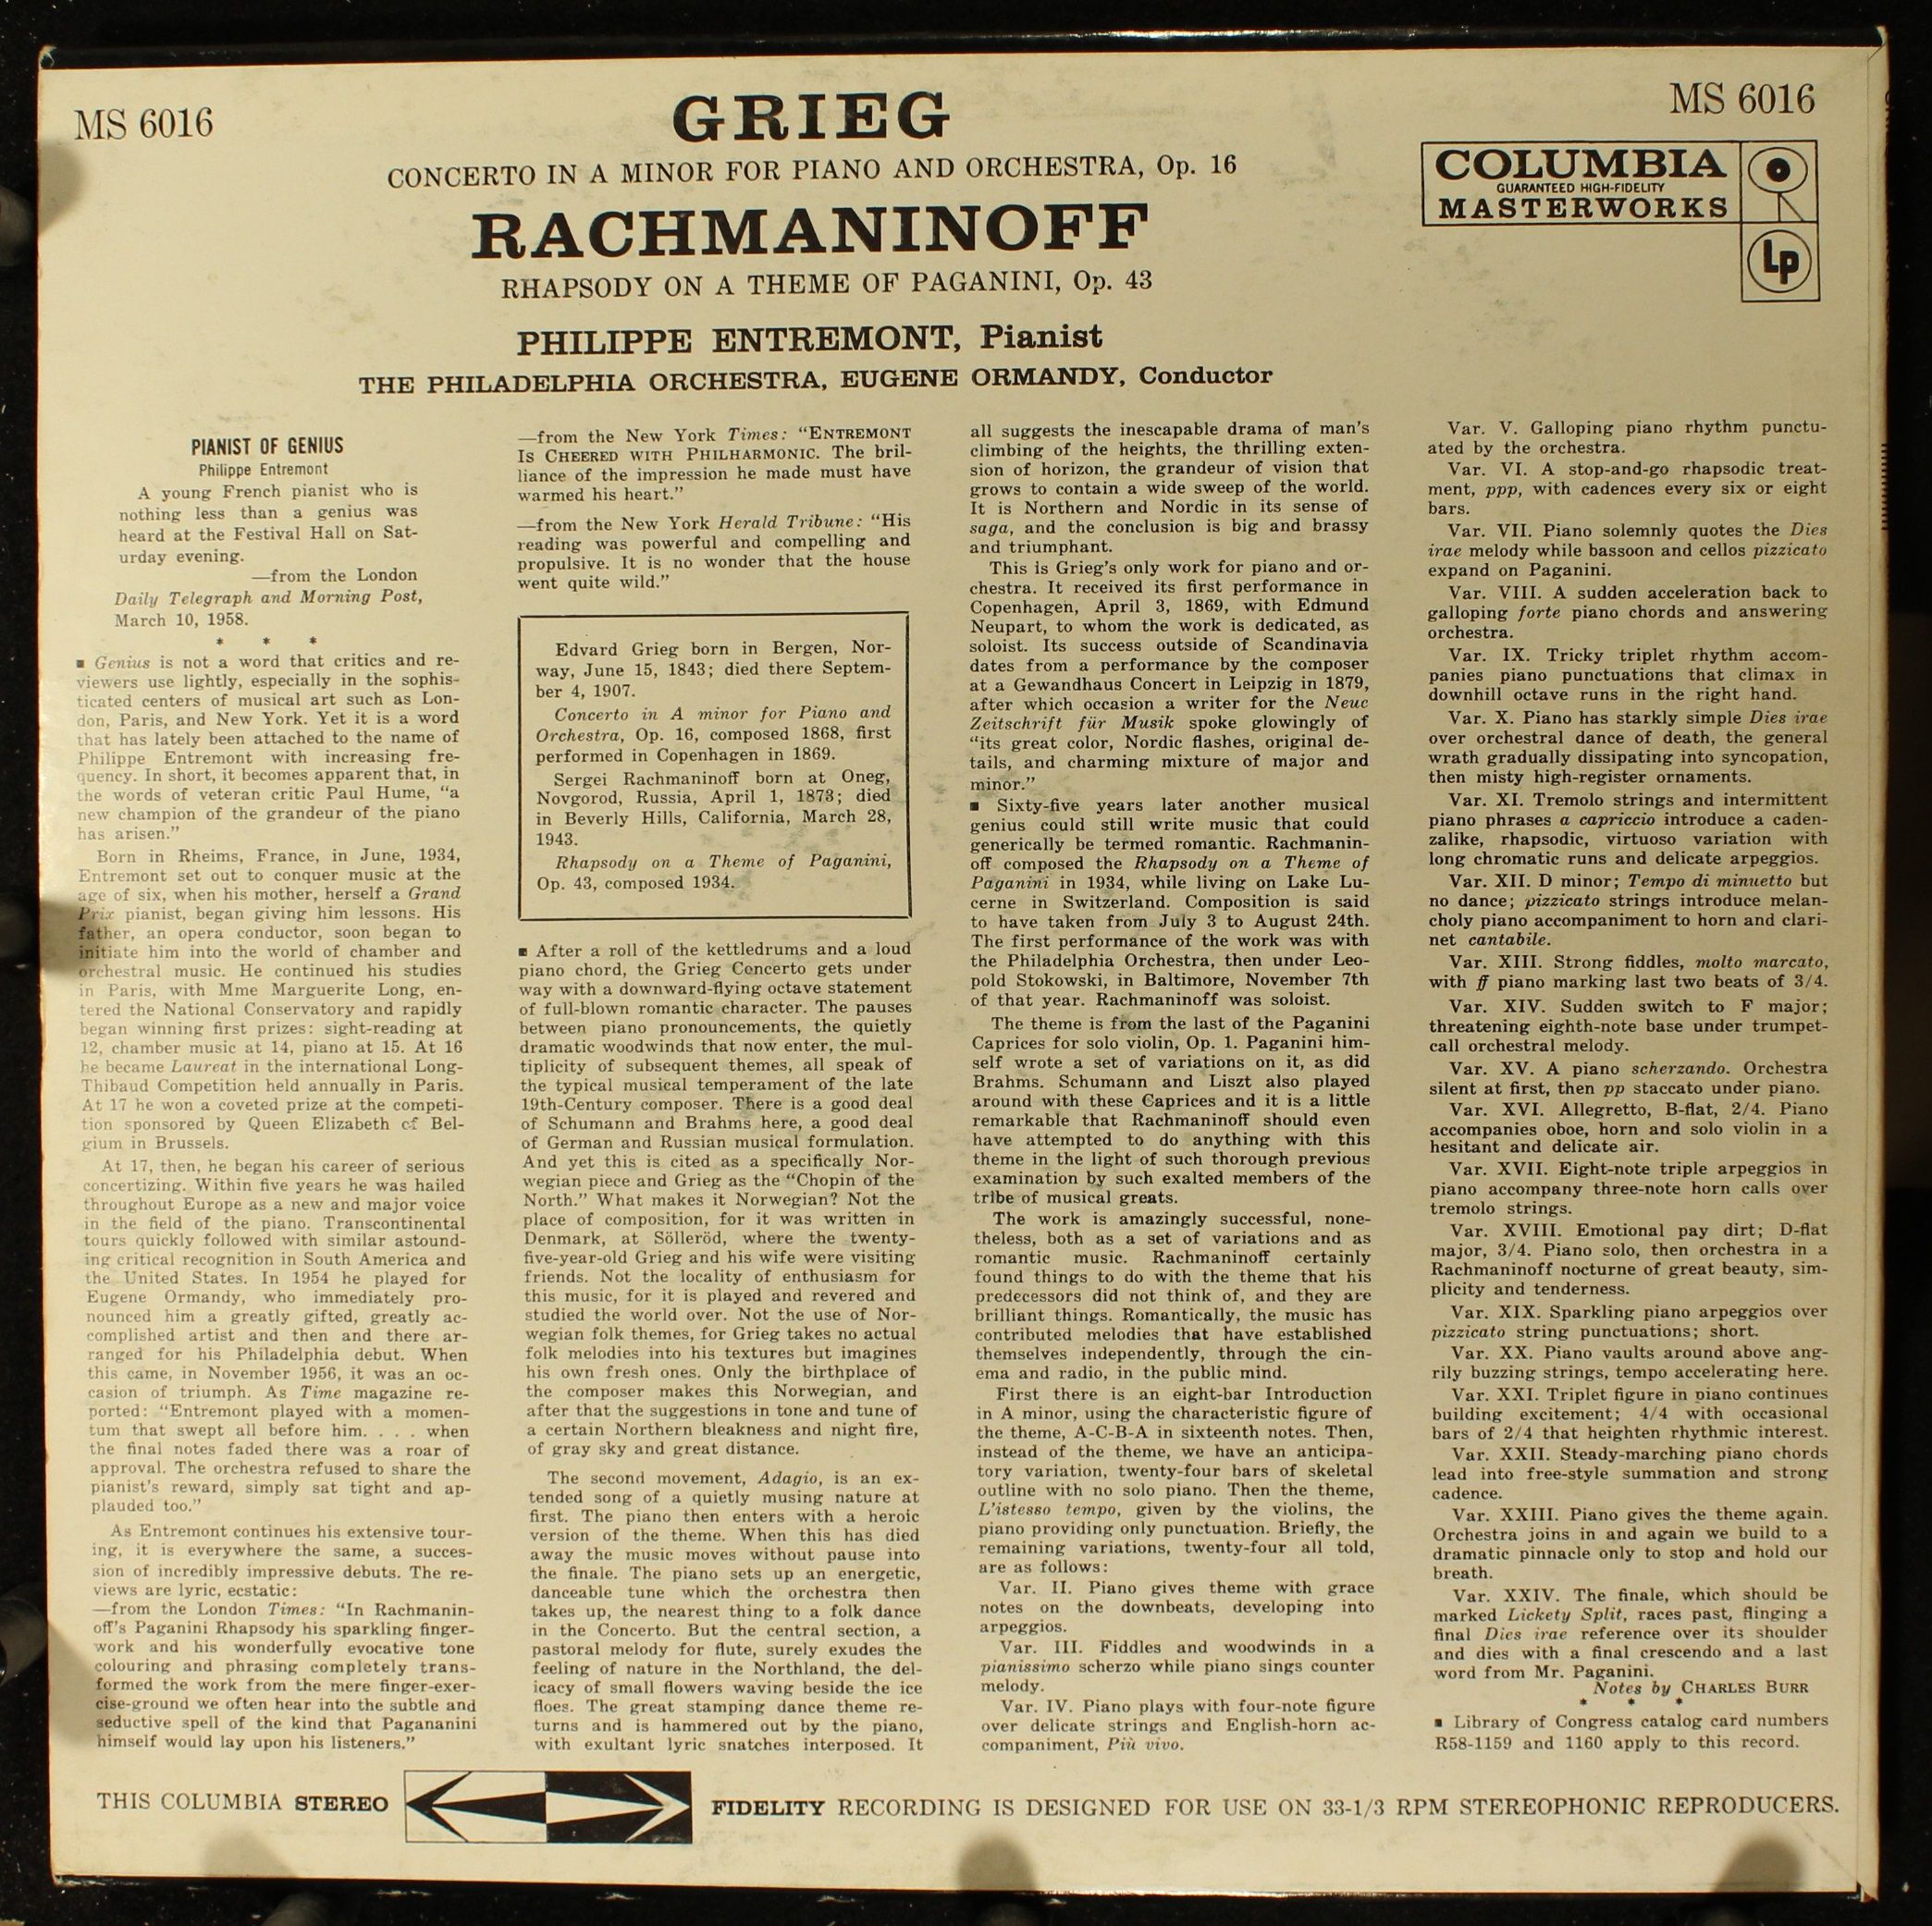 MS 6016
GRIEG
CONCERTO IN A MINOR FOR PIANO AND ORCHESTRA, Op. 16
RACHMANINOFF
RHAPSODY ON A THEME OF PAGANINI, Op. 43
PHILIPPE ENTREMONT, Pianist
THE PHILADELPHIA ORCHESTRA, EUGENE ORMANDY, Conductor
MS 6016
COLUMBIA
GUARANTEED HIGH-FIDELITY
MASTERWORKS
Lp
PIANIST OF GENIUS
Philippe Entremont
A young French pianist who is
nothing less than a genius was
heard at the Festival Hall on Sat-
urday evening.
—from the London
Daily Telegraph and Morning Post,
March 10, 1958.
* * *
■ Genius is not a word that critics and re-
viewers use lightly, especially in the sophis-
ticated centers of musical art such as Lon-
don, Paris, and New York. Yet it is a word
that has lately been attached to the name of
Philippe Entremont with increasing fre-
quency. In short, it becomes apparent that, in
the words of veteran critic Paul Hume, “a
new champion of the grandeur of the piano
has arisen.”
Born in Rheims, France, in June, 1934,
Entremont set out to conquer music at the
age of six, when his mother, herself a Grand
Prix pianist, began giving him lessons. His
father, an opera conductor, soon began to
initiate him into the world of chamber and
orchestral music. He continued his studies
in Paris, with Mme Marguerite Long, en-
tered the National Conservatory and rapidly
began winning first prizes: sight-reading at
12, chamber music at 14, piano at 15. At 16
he became Laureat in the international Long-
Thibaud Competition held annually in Paris.
At 17 he won a coveted prize at the competi-
tion sponsored by Queen Elizabeth of Bel-
gium in Brussels.
At 17, then, he began his career of serious
concertizing. Within five years he was hailed
throughout Europe as a new and major voice
in the field of the piano. Transcontinental
tours quickly followed with similar astound-
ing critical recognition in South America and
the United States. In 1954 he played for
Eugene Ormandy, who immediately pro-
nounced him a greatly gifted, greatly ac-
complished artist and then and there ar-
ranged for his Philadelphia debut. When
this came, in November 1956, it was an oc-
casion of triumph. As Time magazine re-
ported: “Entremont played with a momen-
tum that swept all before him. . . . when
the final notes faded there was a roar of
approval. The orchestra refused to share the
pianist's reward, simply sat tight and ap-
plauded too.”
As Entremont continues his extensive tour-
ing, it is everywhere the same, a succes-
sion of incredibly impressive debuts. The re-
views are lyric, ecstatic:
—from the London Times: “In Rachmanin-
off's Paganini Rhapsody his sparkling finger-
work and his wonderfully evocative tone
colouring and phrasing completely trans-
formed the work from the mere finger-exer-
cise-ground we often hear into the subtle and
seductive spell of the kind that Pagananini
himself would lay upon his listeners.”
—from the New York Times: “ENTREMONT
IS CHEERED WITH PHILHARMONIC. The bril-
liance of the impression he made must have
warmed his heart.”
—from the New York Herald Tribune: “His
reading was powerful and compelling and
propulsive. It is no wonder that the house
went quite wild.”
Edvard Grieg born in Bergen, Nor-
way, June 15, 1843; died there Septem-
ber 4, 1907.
Concerto in A minor for Piano and
Orchestra, Op. 16, composed 1868, first
performed in Copenhagen in 1869.
Sergei Rachmaninoff born at Oneg,
Novgorod, Russia, April 1, 1873; died
in Beverly Hills, California, March 28,
1943.
Rhapsody on a Theme of Paganini,
Op. 43, composed 1934.
■ After a roll of the kettledrums and a loud
piano chord, the Grieg Concerto gets under
way with a downward-flying octave statement
of full-blown romantic character. The pauses
between piano pronouncements, the quietly
dramatic woodwinds that now enter, the mul-
tiplicity of subsequent themes, all speak of
the typical musical temperament of the late
19th-Century composer. There is a good deal
of Schumann and Brahms here, a good deal
of German and Russian musical formulation.
And yet this is cited as a specifically Nor-
wegian piece and Grieg as the “Chopin of the
North.” What makes it Norwegian? Not the
place of composition, for it was written in
Denmark, at Sölleröd, where the twenty-
five-year-old Grieg and his wife were visiting
friends. Not the locality of enthusiasm for
this music, for it is played and revered and
studied the world over. Not the use of Nor-
wegian folk themes, for Grieg takes no actual
folk melodies into his textures but imagines
his own fresh ones. Only the birthplace of
the composer makes this Norwegian, and
after that the suggestions in tone and tune of
a certain Northern bleakness and night fire,
of gray sky and great distance.
The second movement, Adagio, is an ex-
tended song of a quietly musing nature at
first. The piano then enters with a heroic
version of the theme. When this has died
away the music moves without pause into
the finale. The piano sets up an energetic,
danceable tune which the orchestra then
takes up, the nearest thing to a folk dance
in the Concerto. But the central section, a
pastoral melody for flute, surely exudes the
feeling of nature in the Northland, the del-
icacy of small flowers waving beside the ice
floes. The great stamping dance theme re-
turns and is hammered out by the piano,
with exultant lyric snatches interposed. It
all suggests the inescapable drama of man's
climbing of the heights, the thrilling exten-
sion of horizon, the grandeur of vision that
grows to contain a wide sweep of the world.
It is Northern and Nordic in its sense of
saga, and the conclusion is big and brassy
and triumphant.
This is Grieg's only work for piano and or-
chestra. It received its first performance in
Copenhagen, April 3, 1869, with Edmund
Neupart, to whom the work is dedicated, as
soloist. Its success outside of Scandinavia
dates from a performance by the composer
at a Gewandhaus Concert in Leipzig in 1879,
after which occasion a writer for the Neue
Zeitschrift für Musik spoke glowingly of
“its great color, Nordic flashes, original de-
tails, and charming mixture of major and
minor.”
■ Sixty-five years later another musical
genius could still write music that could
generically be termed romantic. Rachmanin-
off composed the Rhapsody on a Theme of
Paganini in 1934, while living on Lake Lu-
cerne in Switzerland. Composition is said
to have taken from July 3 to August 24th.
The first performance of the work was with
the Philadelphia Orchestra, then under Leo-
pold Stokowski, in Baltimore, November 7th
of that year. Rachmaninoff was soloist.
The theme is from the last of the Paganini
Caprices for solo violin, Op. 1. Paganini him-
self wrote a set of variations on it, as did
Brahms. Schumann and Liszt also played
around with these Caprices and it is a little
remarkable that Rachmaninoff should even
have attempted to do anything with this
theme in the light of such thorough previous
examination by such exalted members of the
tribe of musical greats.
The work is amazingly successful, none-
theless, both as a set of variations and as
romantic music. Rachmaninoff certainly
found things to do with the theme that his
predecessors did not think of, and they are
brilliant things. Romantically, the music has
contributed melodies that have established
themselves independently, through the cin-
ema and radio, in the public mind.
First there is an eight-bar Introduction
in A minor, using the characteristic figure of
the theme, A-C-B-A in sixteenth notes. Then,
instead of the theme, we have an anticipa-
tory variation, twenty-four bars of skeletal
outline with no solo piano. Then the theme,
L'istesso tempo, given by the violins, the
piano providing only punctuation. Briefly, the
remaining variations, twenty-four all told,
are as follows:
Var. II. Piano gives theme with grace
notes on the downbeats, developing into
arpeggios.
Var. III. Fiddles and woodwinds in a
pianissimo scherzo while piano sings counter
melody.
Var. IV. Piano plays with four-note figure
over delicate strings and English-horn ac-
companiment, Più vivo.
Var. V. Galloping piano rhythm punctu-
ated by the orchestra.
Var. VI. A stop-and-go rhapsodic treat-
ment, ppp, with cadences every six or eight
bars.
Var. VII. Piano solemnly quotes the Dies
irae melody while bassoon and cellos pizzicato
expand on Paganini.
Var. VIII. A sudden acceleration back to
galloping forte piano chords and answering
orchestra.
Var. IX. Tricky triplet rhythm accom-
panies piano punctuations that climax in
downhill octave runs in the right hand.
Var. X. Piano has starkly simple Dies irae
over orchestral dance of death, the general
wrath gradually dissipating into syncopation,
then misty high-register ornaments.
Var. XI. Tremolo strings and intermittent
piano phrases a capriccio introduce a caden-
zalike, rhapsodic, virtuoso variation with
long chromatic runs and delicate arpeggios.
Var. XII. D minor; Tempo di minuetto but
no dance; pizzicato strings introduce melan-
choly piano accompaniment to horn and clari-
net cantabile.
Var. XIII. Strong fiddles, molto marcato,
with ff piano marking last two beats of 3/4.
Var. XIV. Sudden switch to F major;
threatening eighth-note base under trumpet-
call orchestral melody.
Var. XV. A piano scherzando. Orchestra
silent at first, then pp staccato under piano.
Var. XVI. Allegretto, B-flat, 2/4. Piano
accompanies oboe, horn and solo violin in a
hesitant and delicate air.
Var. XVII. Eight-note triple arpeggios in
piano accompany three-note horn calls over
tremolo strings.
Var. XVIII. Emotional pay dirt; D-flat
major, 3/4. Piano solo, then orchestra in a
Rachmaninoff nocturne of great beauty, sim-
plicity and tenderness.
Var. XIX. Sparkling piano arpeggios over
pizzicato string punctuations; short.
Var. XX. Piano vaults around above ang-
rily buzzing strings, tempo accelerating here.
Var. XXI. Triplet figure in piano continues
building excitement; 4/4 with occasional
bars of 2/4 that heighten rhythmic interest.
Var. XXII. Steady-marching piano chords
lead into free-style summation and strong
cadence.
Var. XXIII. Piano gives the theme again.
Orchestra joins in and again we build to a
dramatic pinnacle only to stop and hold our
breath.
Var. XXIV. The finale, which should be
marked Lickety Split, races past, flinging a
final Dies irae reference over its shoulder
and dies with a final crescendo and a last
word from Mr. Paganini.
Notes by CHARLES BURR
* * *
■ Library of Congress catalog card numbers
R58-1159 and 1160 apply to this record.
THIS COLUMBIA STEREO FIDELITY RECORDING IS DESIGNED FOR USE ON 33-1/3 RPM STEREOPHONIC REPRODUCERS.